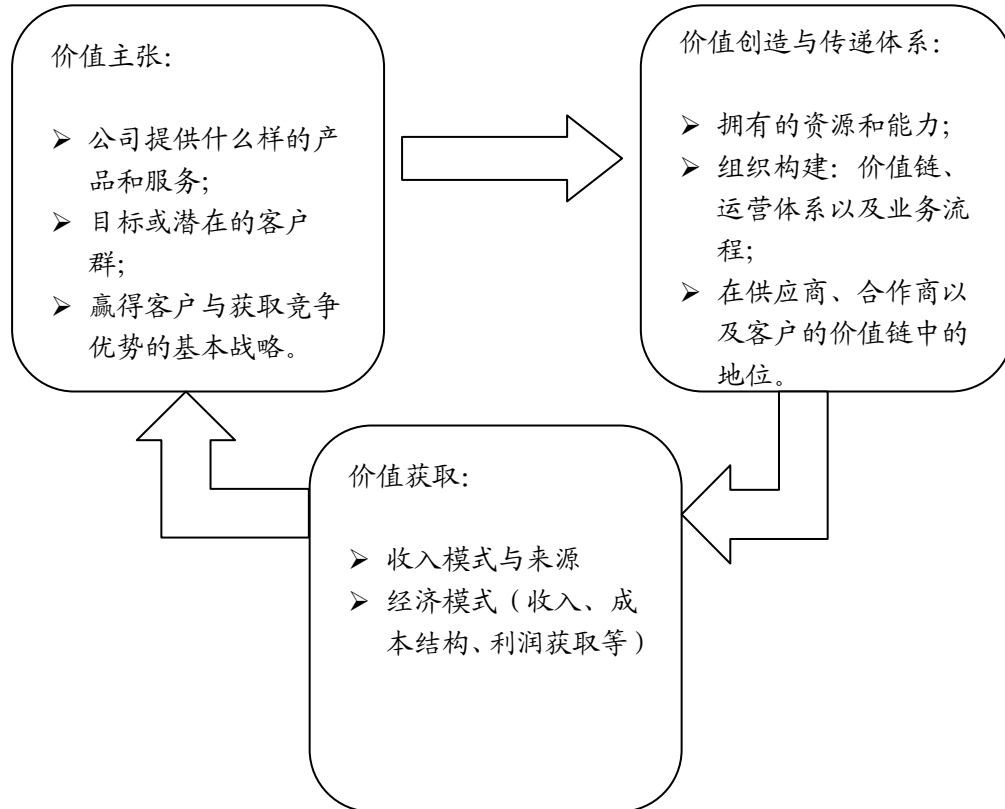 价值主张：
➢ 公司提供什么样的产
品和服务；
➢ 目标或潜在的客户
群；
➢ 赢得客户与获取竞争
优势的基本战略。
价值创造与传递体系：
➢ 拥有的资源和能力；
➢ 组织构建：价值链、
运营体系以及业务流
程；
➢ 在供应商、合作商以
及客户的价值链中的
地位。
价值获取：
➢ 收入模式与来源
➢ 经济模式（收入、成
本结构、利润获取等）